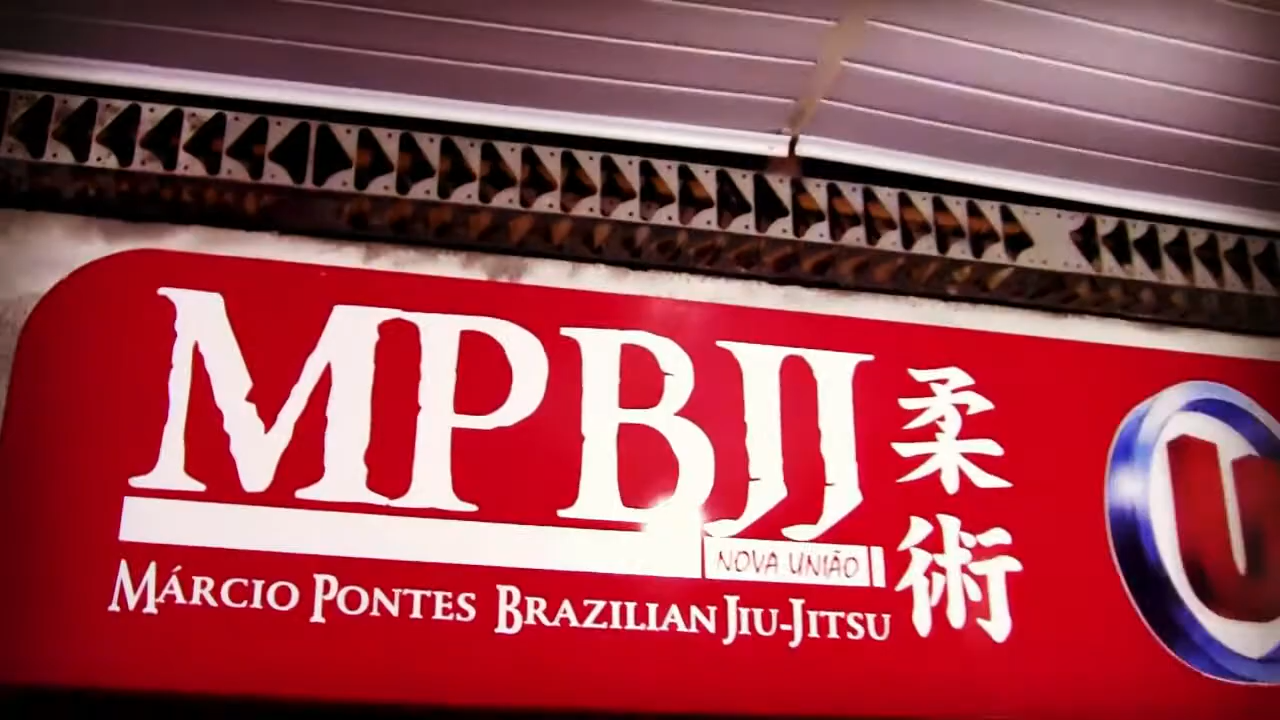 MPBJJ
柔術
NOVA UNIÃO
MÁRCIO PONTES BRAZILIAN JIU-JITSU
U